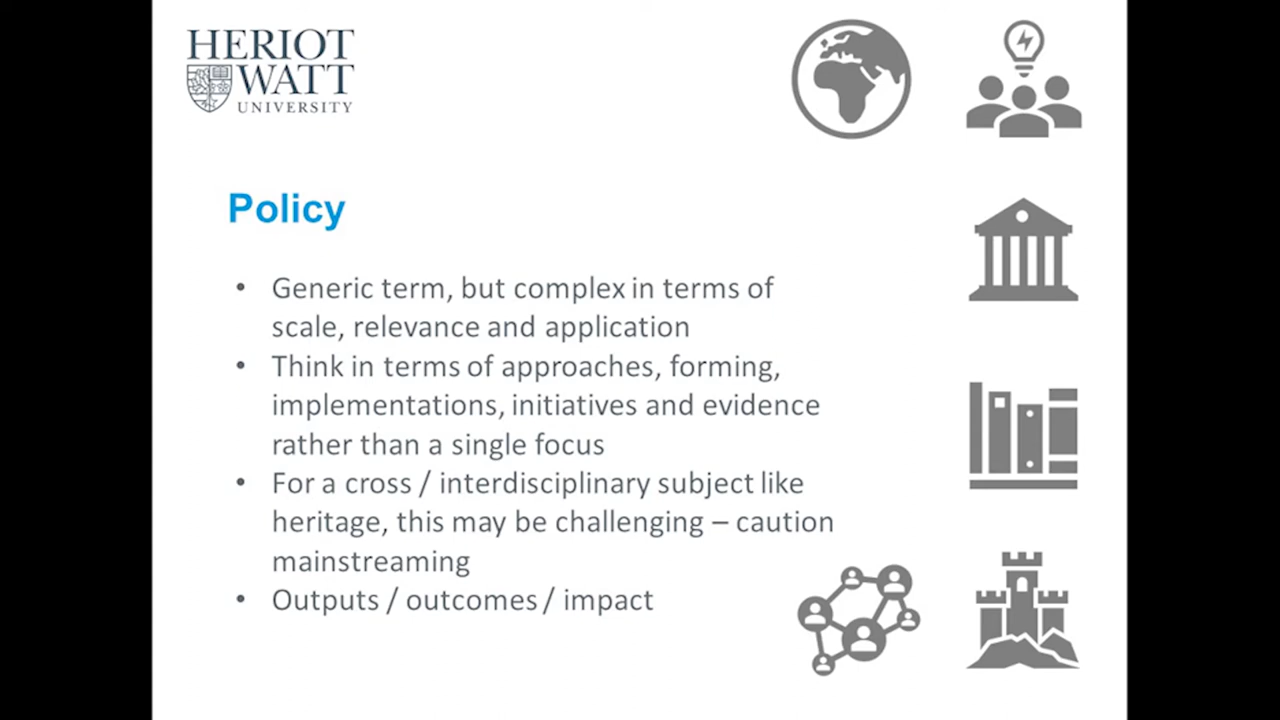 HERIOT
WATT
UNIVERSITY
Policy
• Generic term, but complex in terms of
scale, relevance and application
• Think in terms of approaches, forming,
implementations, initiatives and evidence
rather than a single focus
• For a cross / interdisciplinary subject like
heritage, this may be challenging – caution
mainstreaming
• Outputs / outcomes / impact